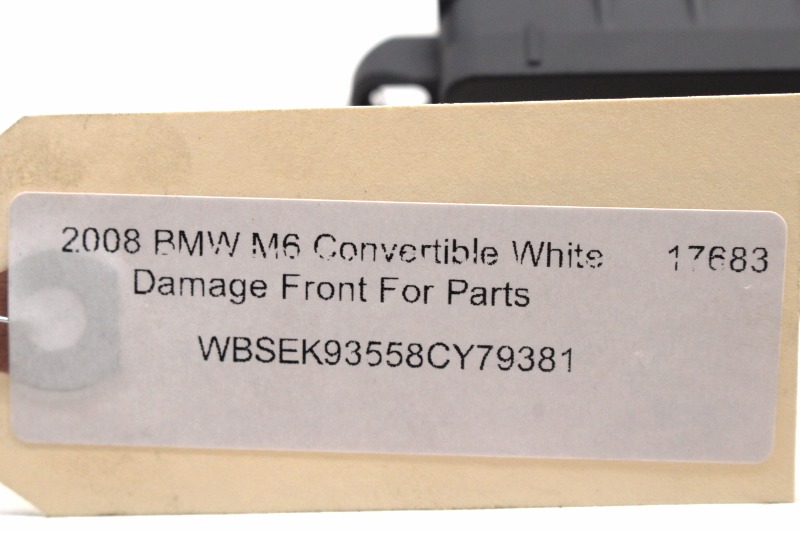 2008 BMW M6 Convertible White 17683
Damage Front For Parts
WBSEK93558CY79381